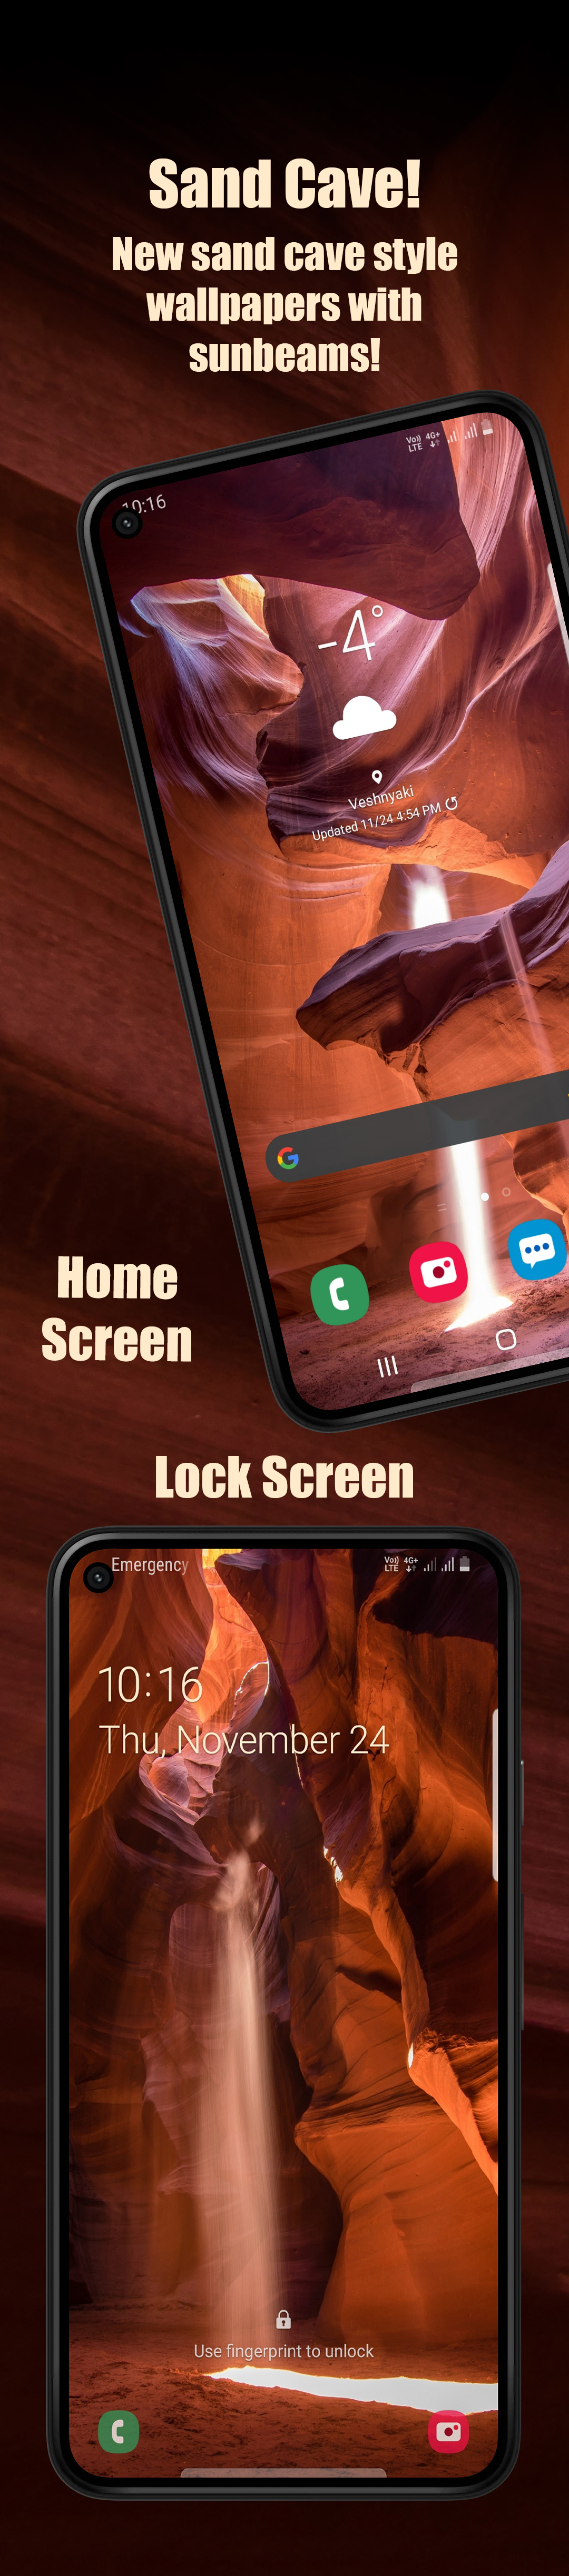 Sand Cave!
New sand cave style
wallpapers with
sunbeams!
10:16
Vo)) 4G+
LTE
-4°
Veshnyaki
Updated 11/24 4:54 PM
G
Home
Screen
Lock Screen
Emergency
Vo)) 4G+
LTE
10:16
Thu, November 24
Use fingerprint to unlock